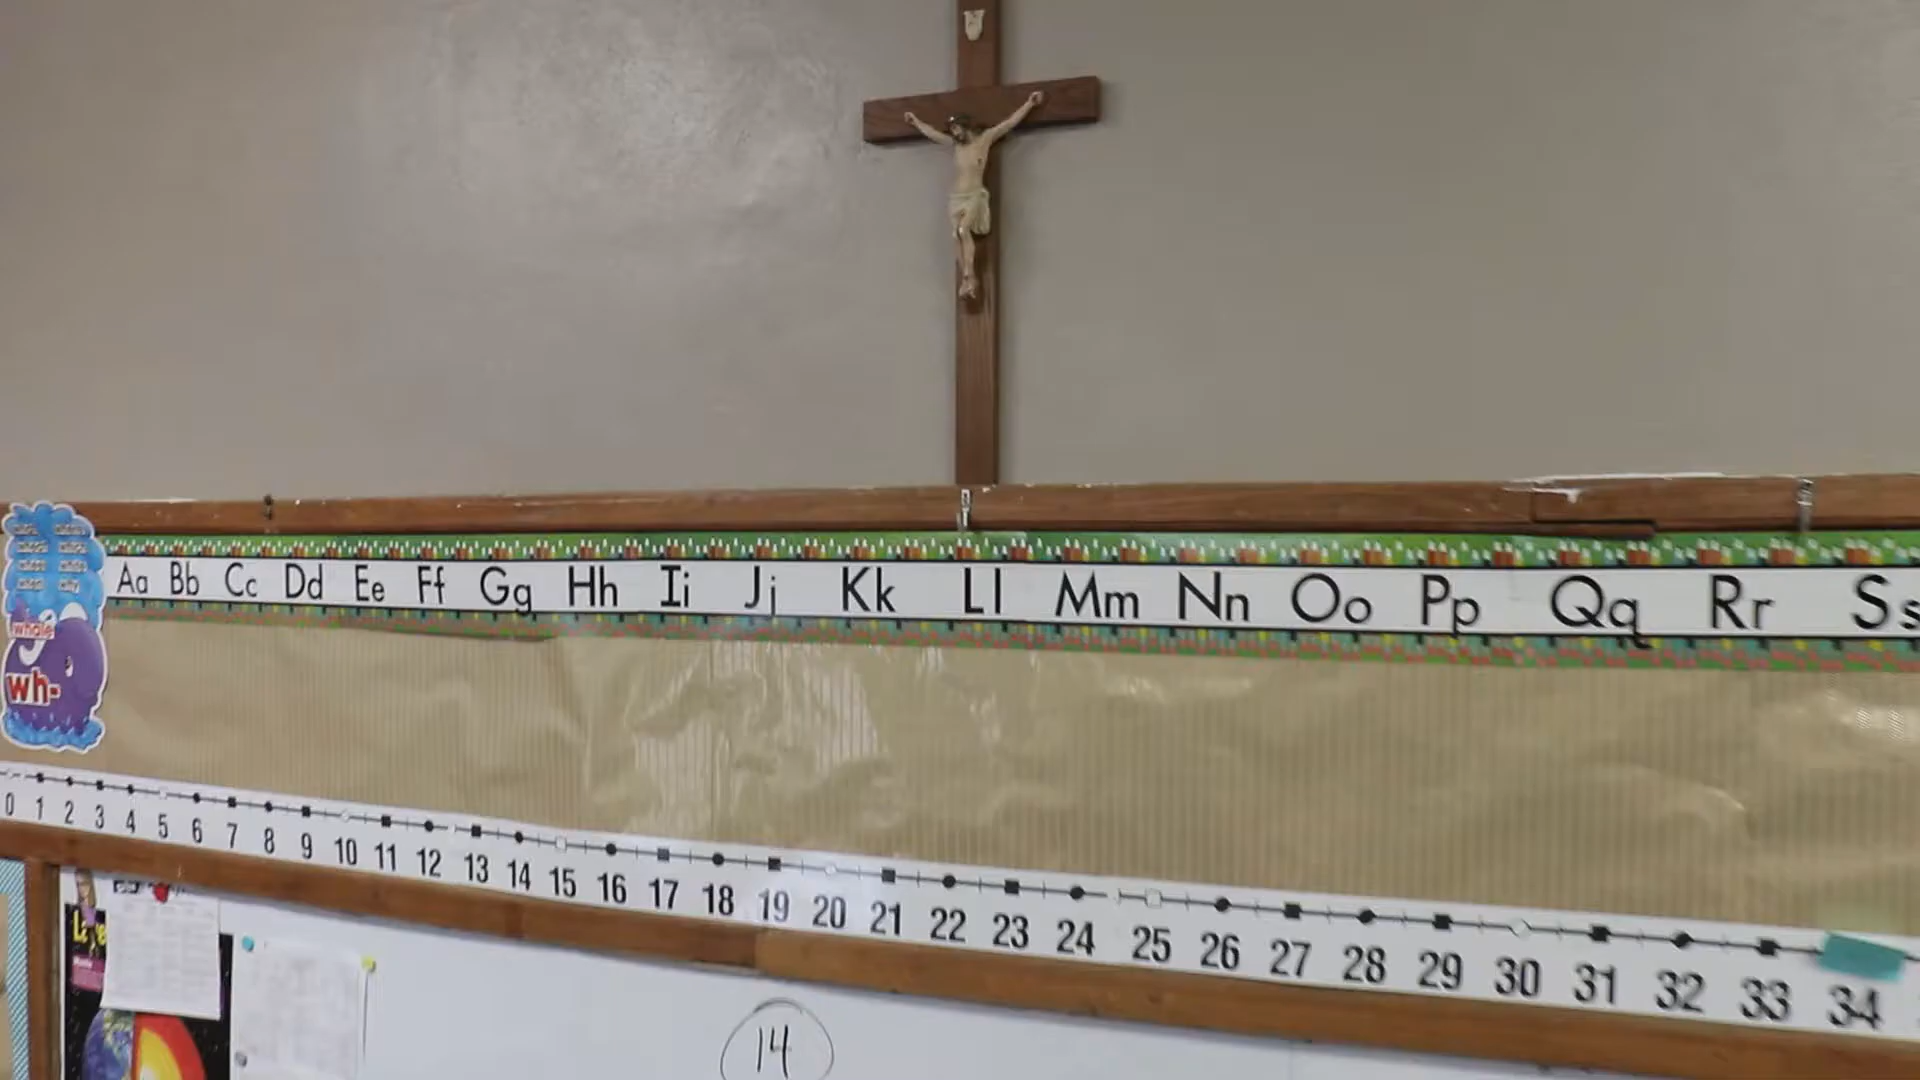 Aa Bb Cc Dd Ee Ff Gg Hh Ii Jj Kk Ll Mm Nn Oo Pp Qq Rr Ss
whale
wh-
0 1 2 3 4 5 6 7 8 9 10 11 12 13 14 15 16 17 18 19 20 21 22 23 24 25 26 27 28 29 30 31 32 33 34
14